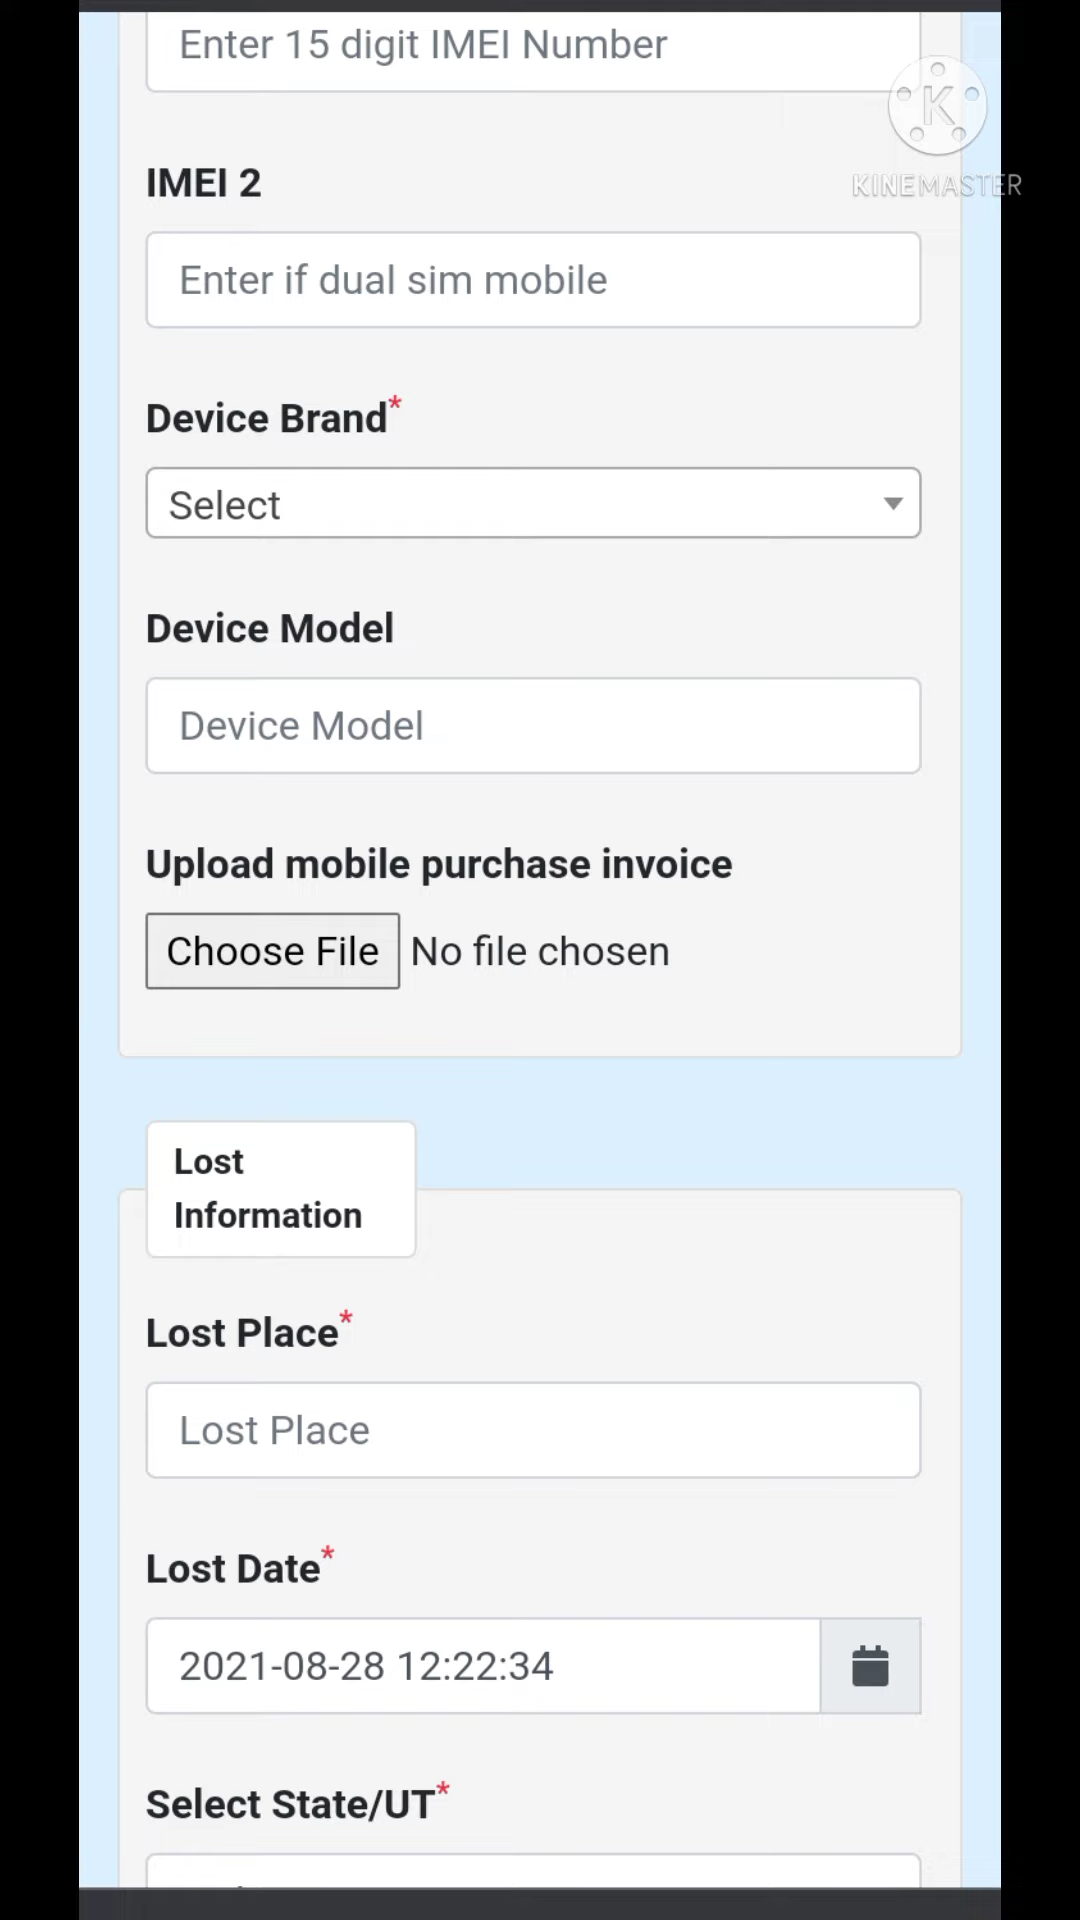 Enter 15 digit IMEI Number
K
KINEMASTER
IMEI 2
Enter if dual sim mobile
Device Brand*
Select
Device Model
Device Model
Upload mobile purchase invoice
Choose File No file chosen
Lost
Information
Lost Place*
Lost Place
Lost Date*
2021-08-28 12:22:34
Select State/UT*